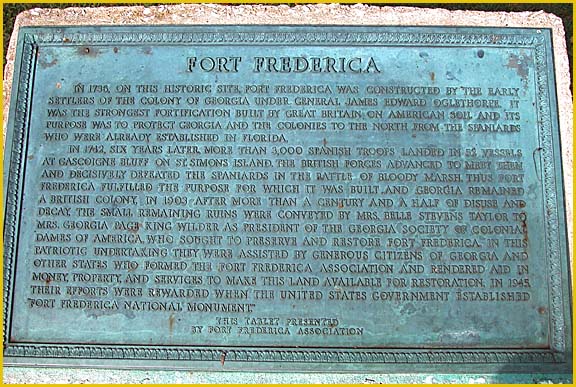 FORT FREDERICA
IN 1736, ON THIS HISTORIC SITE, FORT FREDERICA WAS CONSTRUCTED BY THE EARLY
SETTLERS OF THE COLONY OF GEORGIA UNDER GENERAL JAMES EDWARD OGLETHORPE. IT
WAS THE STRONGEST FORTIFICATION BUILT BY GREAT BRITAIN ON AMERICAN SOIL AND ITS
PURPOSE WAS TO PROTECT GEORGIA AND THE COLONIES TO THE NORTH FROM THE SPANIARDS
WHO WERE ALREADY ESTABLISHED IN FLORIDA.
IN 1742, SIX YEARS LATER, MORE THAN 3,000 SPANISH TROOPS LANDED IN 52 VESSELS
AT GASCOIGNE BLUFF ON ST. SIMONS ISLAND. THE BRITISH FORCES ADVANCED TO MEET THEM
AND DECISIVELY DEFEATED THE SPANIARDS IN THE BATTLE OF BLOODY MARSH. THUS FORT
FREDERICA FULFILLED THE PURPOSE FOR WHICH IT WAS BUILT AND GEORGIA REMAINED
A BRITISH COLONY. IN 1903 AFTER MORE THAN A CENTURY AND A HALF OF DISUSE AND
DECAY, THE SMALL REMAINING RUINS WERE CONVEYED BY MRS. BELLE STEVENS TAYLOR TO
MRS. GEORGIA PAGE KING WILDER AS PRESIDENT OF THE GEORGIA SOCIETY OF COLONIAL
DAMES OF AMERICA, WHO SOUGHT TO PRESERVE AND RESTORE FORT FREDERICA. IN THIS
PATRIOTIC UNDERTAKING THEY WERE ASSISTED BY GENEROUS CITIZENS OF GEORGIA AND
OTHER STATES WHO FORMED THE FORT FREDERICA ASSOCIATION AND RENDERED AID IN
MONEY, PROPERTY, AND SERVICES TO MAKE THIS LAND AVAILABLE FOR RESTORATION. IN 1945,
THEIR EFFORTS WERE REWARDED WHEN THE UNITED STATES GOVERNMENT ESTABLISHED
"FORT FREDERICA NATIONAL MONUMENT."
THIS TABLET PRESENTED
BY FORT FREDERICA ASSOCIATION